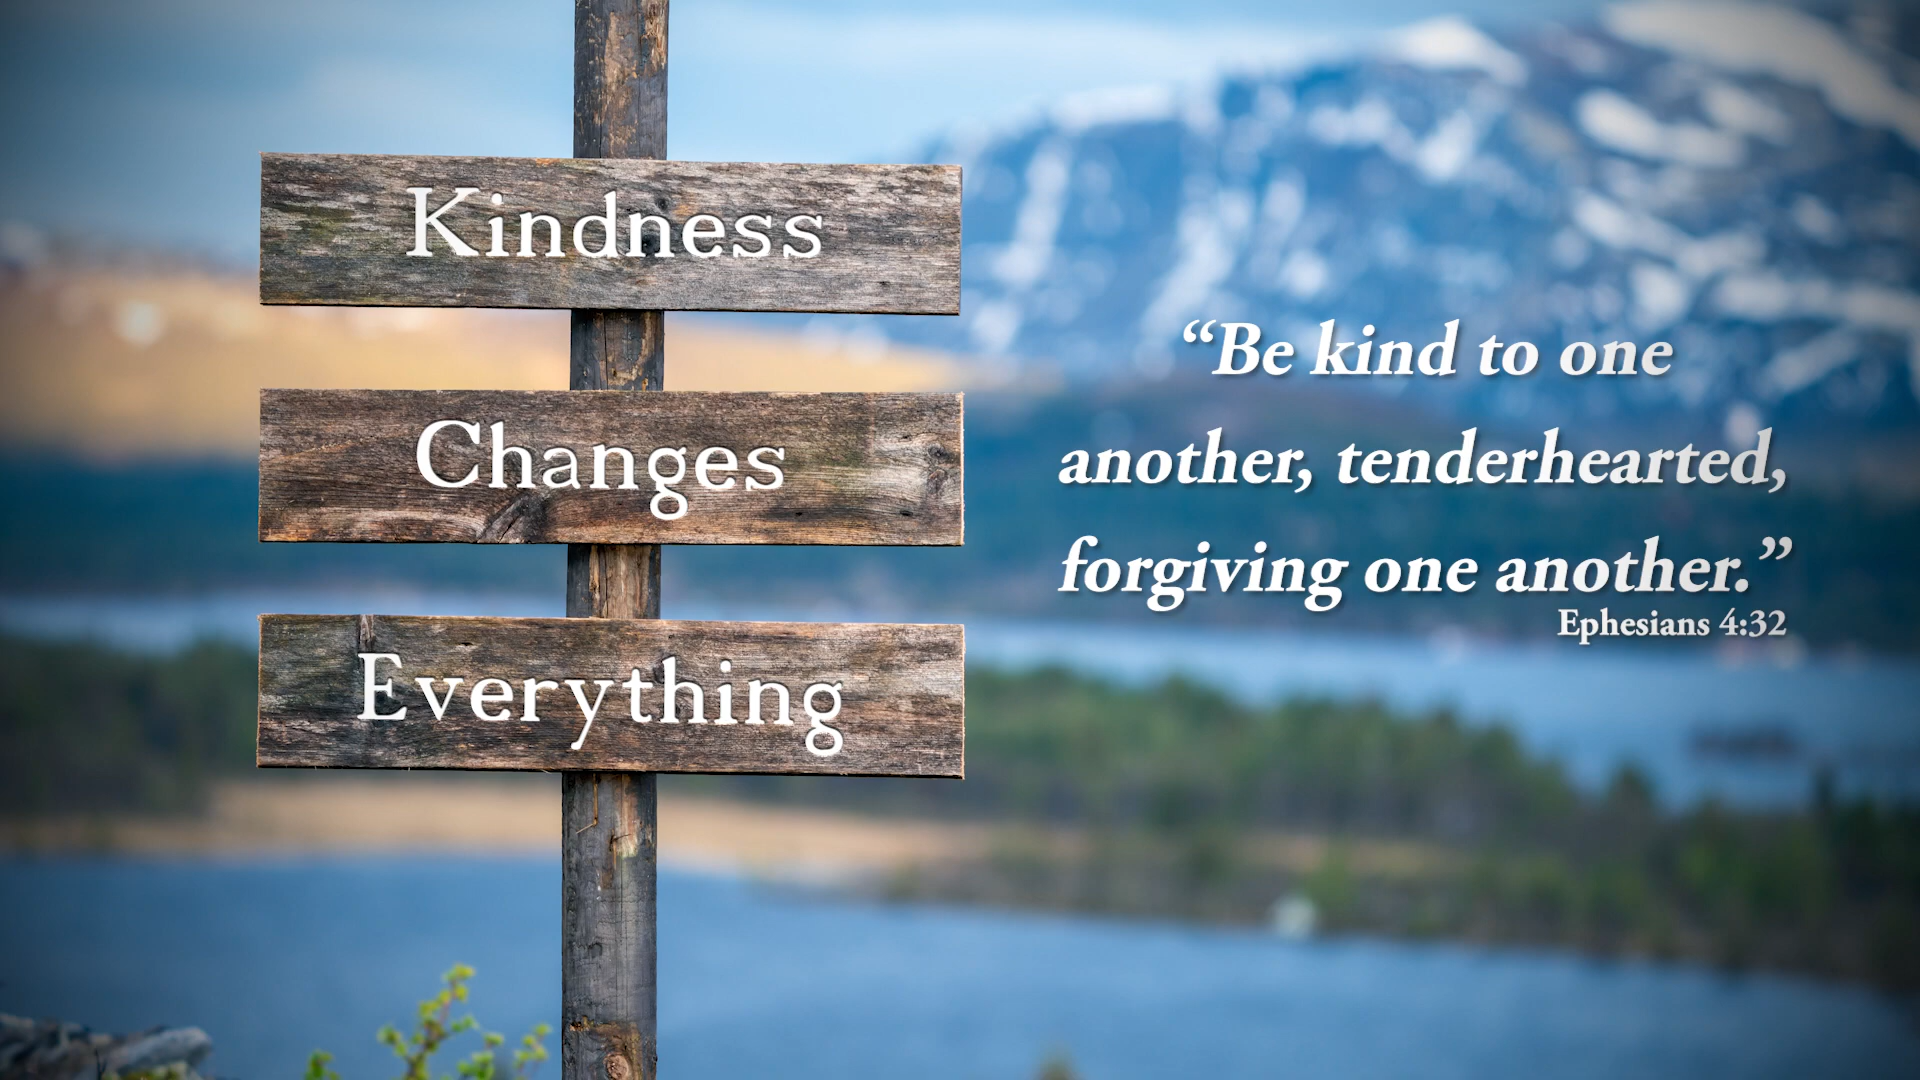 Kindness
Changes
Everything
“Be kind to one
another, tenderhearted,
forgiving one another.”
Ephesians 4:32